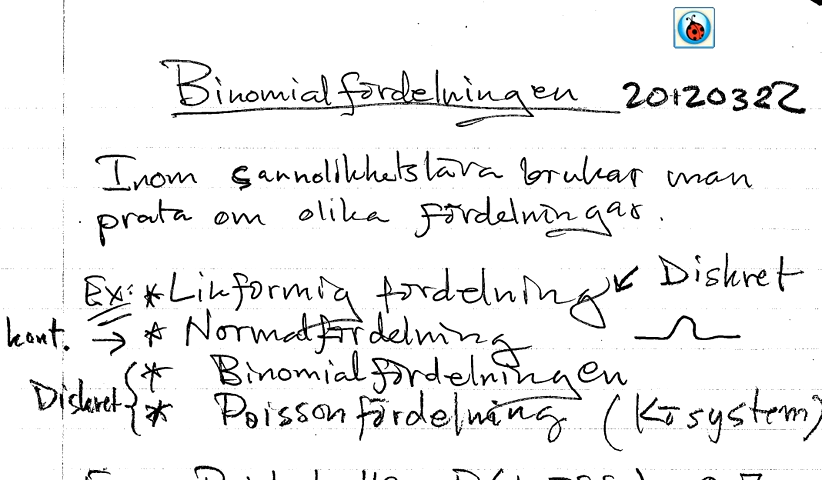 Binomialfördelningen 20120322
Inom sannolikhetslära brukar man
prata om olika fördelningar.
Ex: * Likformig fördelning ↙ Diskret
kont. → * Normalfördelning
Diskret { * Binomialfördelningen
* Poissonfördelning (Kösystem)